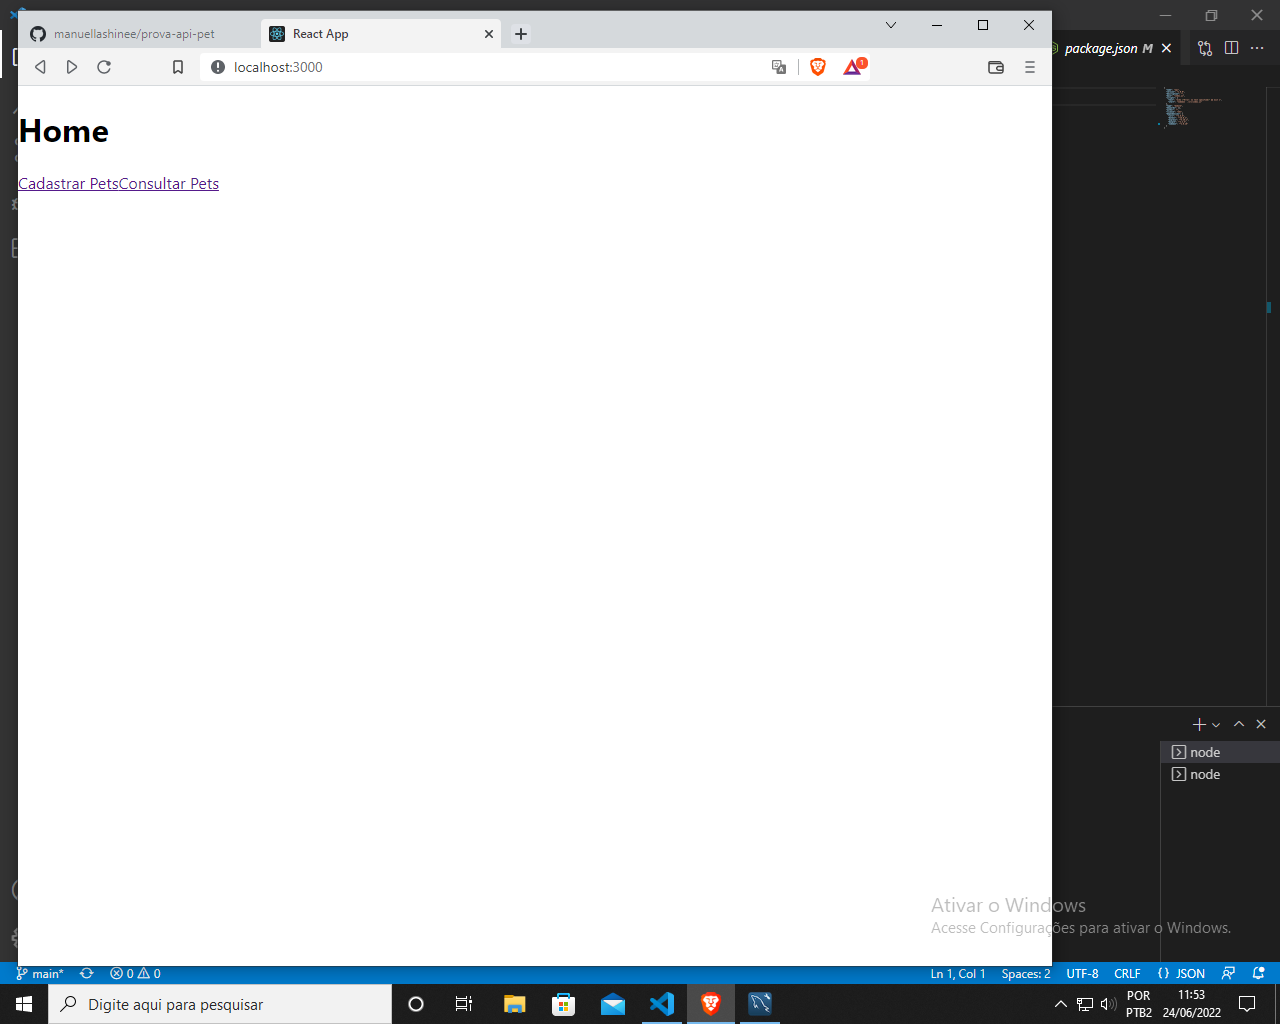 manuellashinee/prova-api-pet
React App
package.json M
localhost:3000
1
Home
Cadastrar PetsConsultar Pets
node
node
Ativar o Windows
Acesse Configurações para ativar o Windows.
main*
0
0
Ln 1, Col 1
Spaces: 2
UTF-8
CRLF
{ } JSON
Digite aqui para pesquisar
POR
PTB2
11:53
24/06/2022